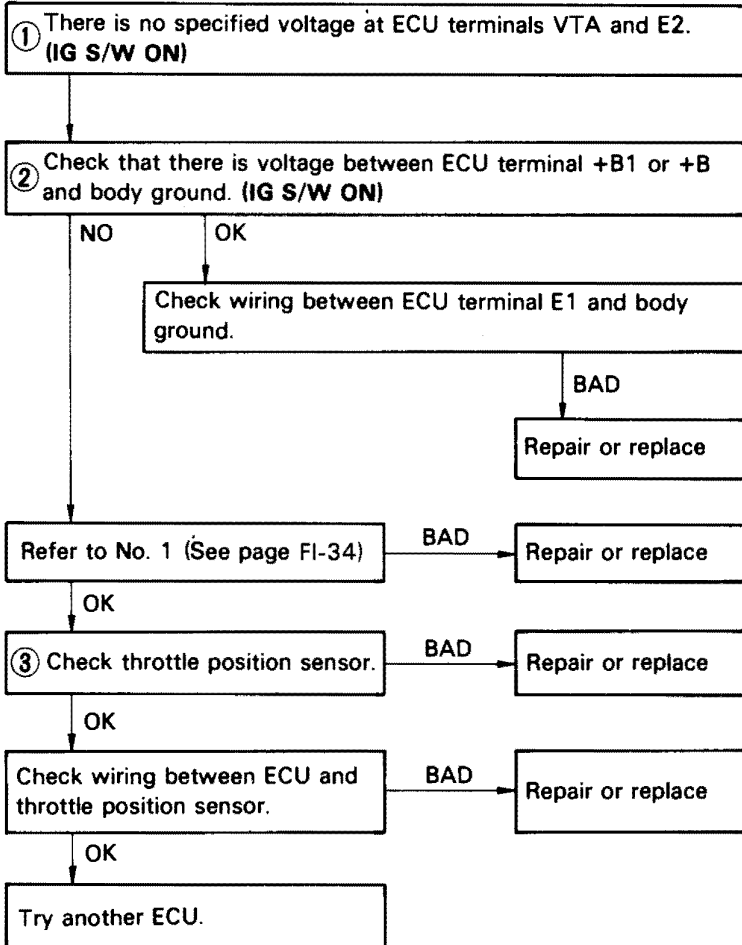 ① There is no specified voltage at ECU terminals VTA and E2.
(IG S/W ON)
② Check that there is voltage between ECU terminal +B1 or +B
and body ground. (IG S/W ON)
NO
OK
Check wiring between ECU terminal E1 and body
ground.
BAD
Repair or replace
Refer to No. 1 (See page FI-34)
BAD
Repair or replace
OK
③ Check throttle position sensor.
BAD
Repair or replace
OK
Check wiring between ECU and
throttle position sensor.
BAD
Repair or replace
OK
Try another ECU.